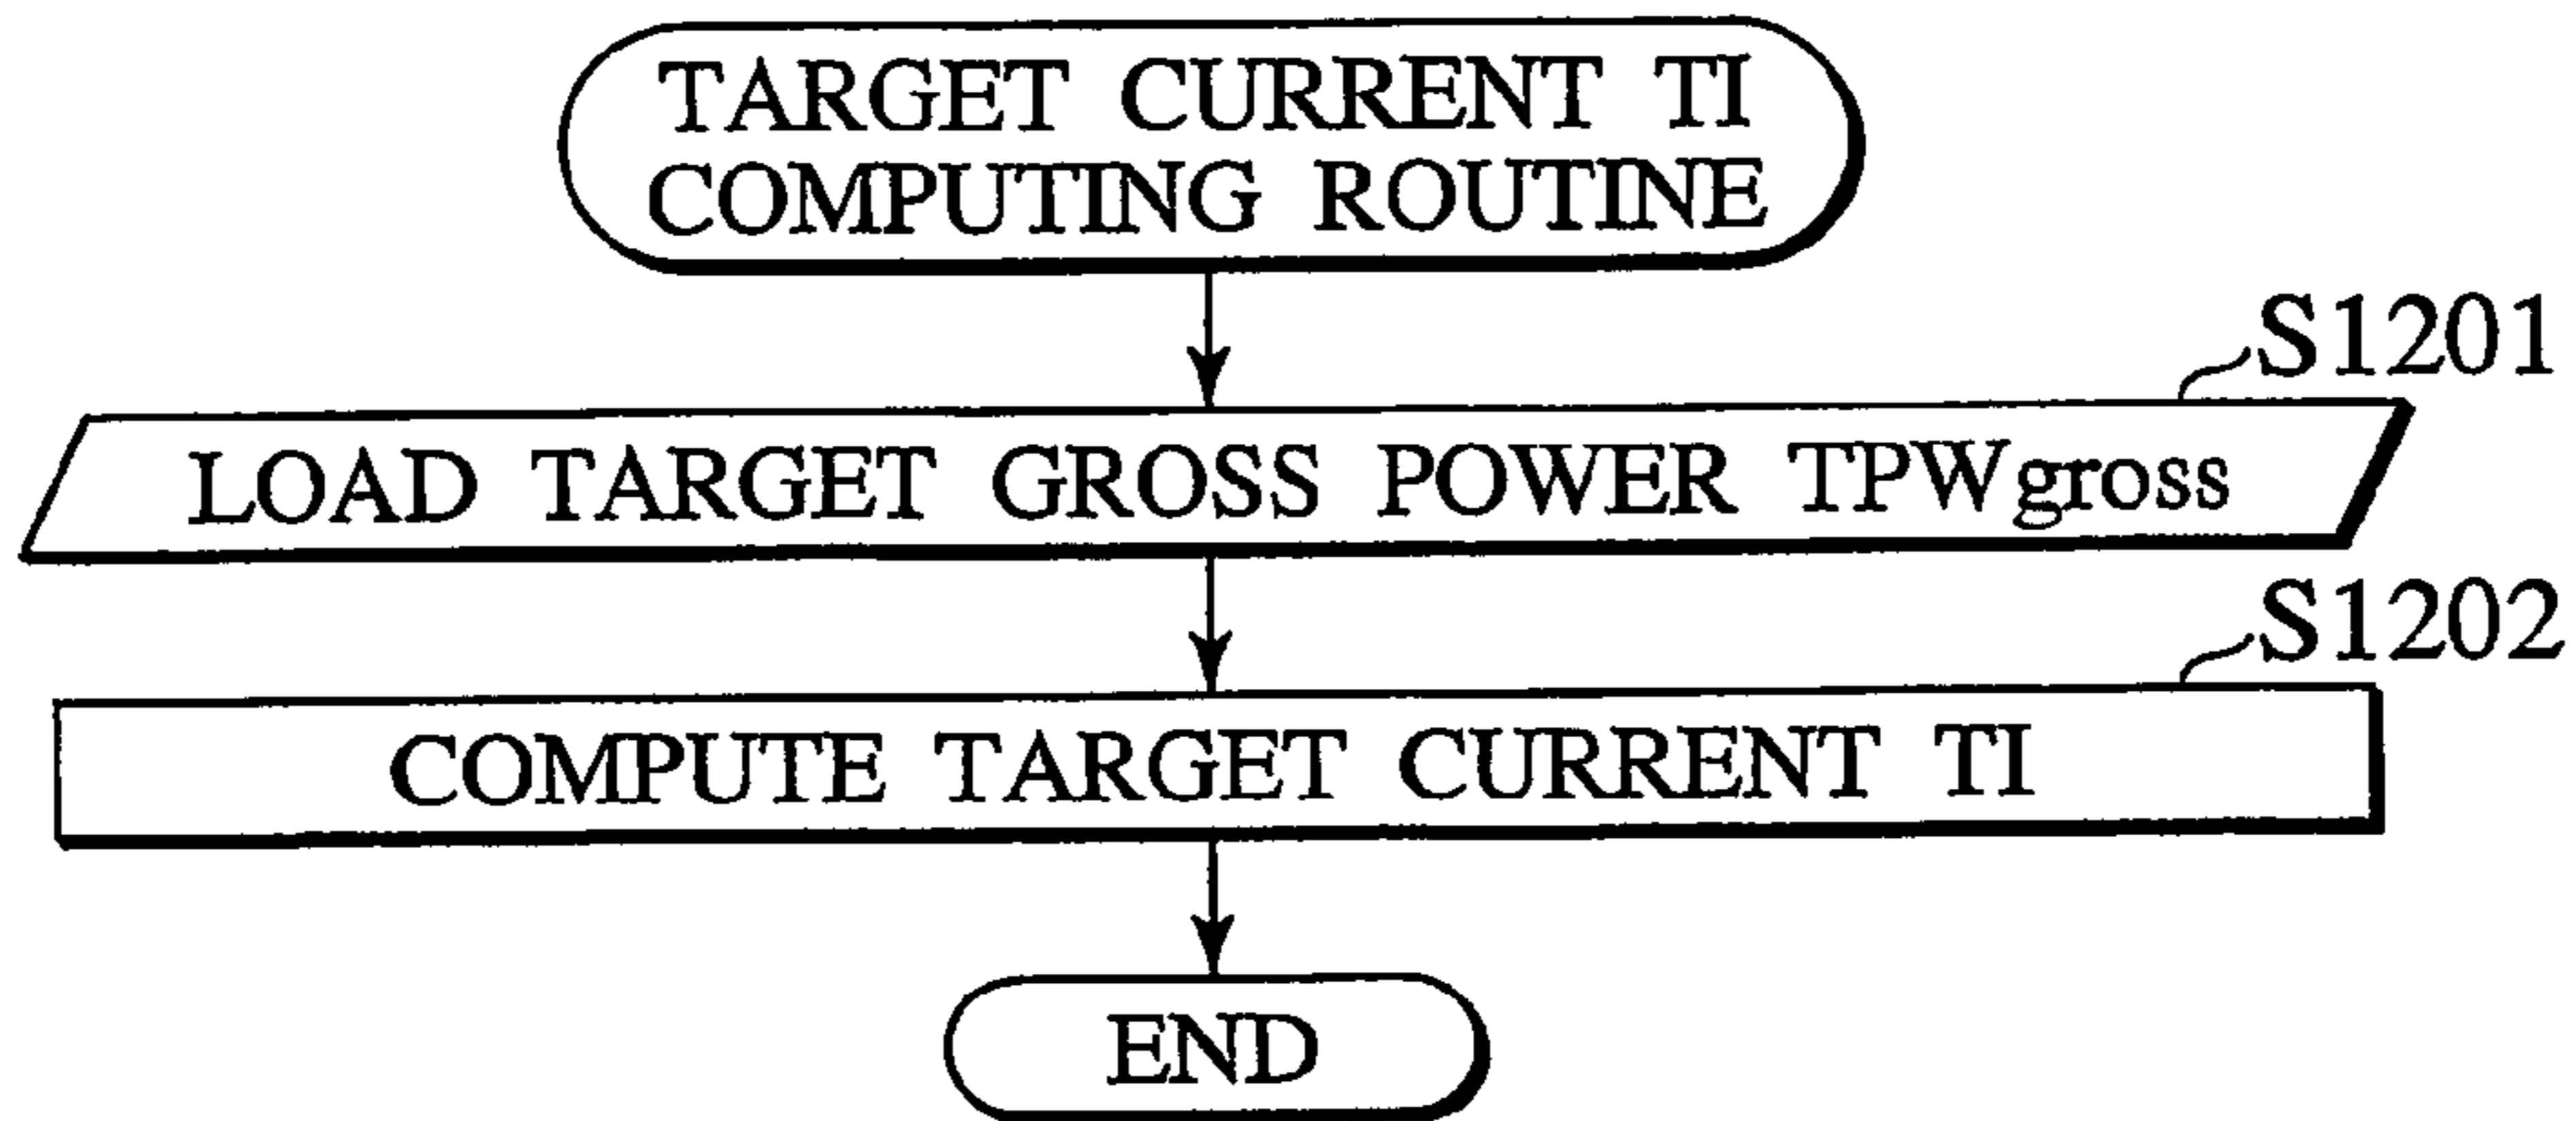 TARGET CURRENT TI
COMPUTING ROUTINE
S1201
LOAD TARGET GROSS POWER TPWgross
S1202
COMPUTE TARGET CURRENT TI
END